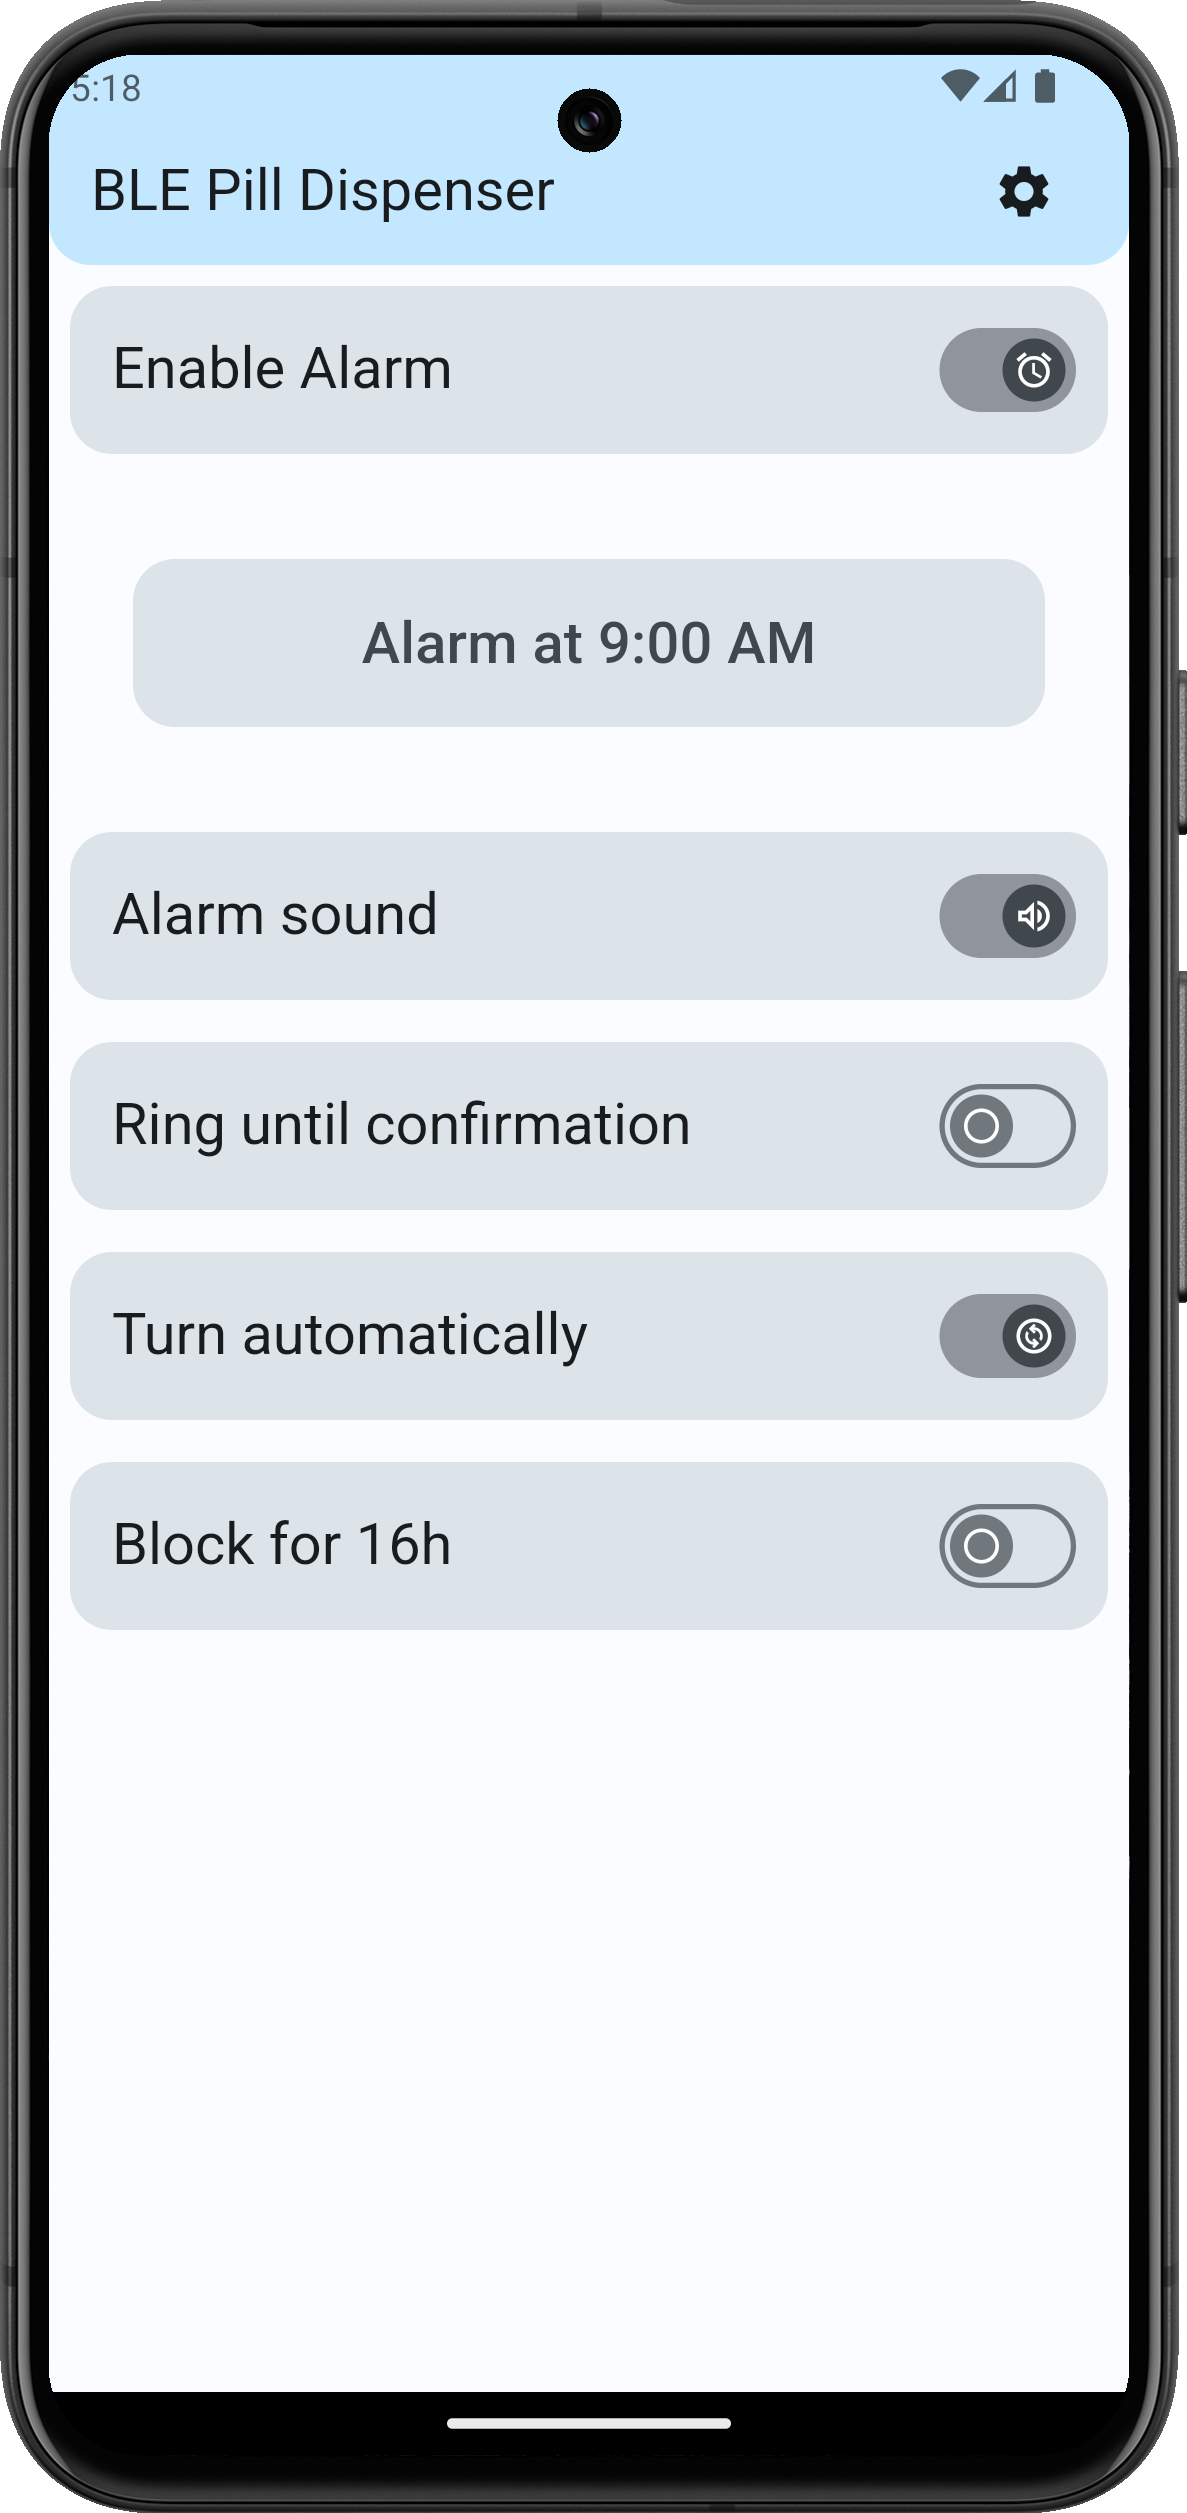 5:18
BLE Pill Dispenser
Enable Alarm
Alarm at 9:00 AM
Alarm sound
Ring until confirmation
Turn automatically
Block for 16h